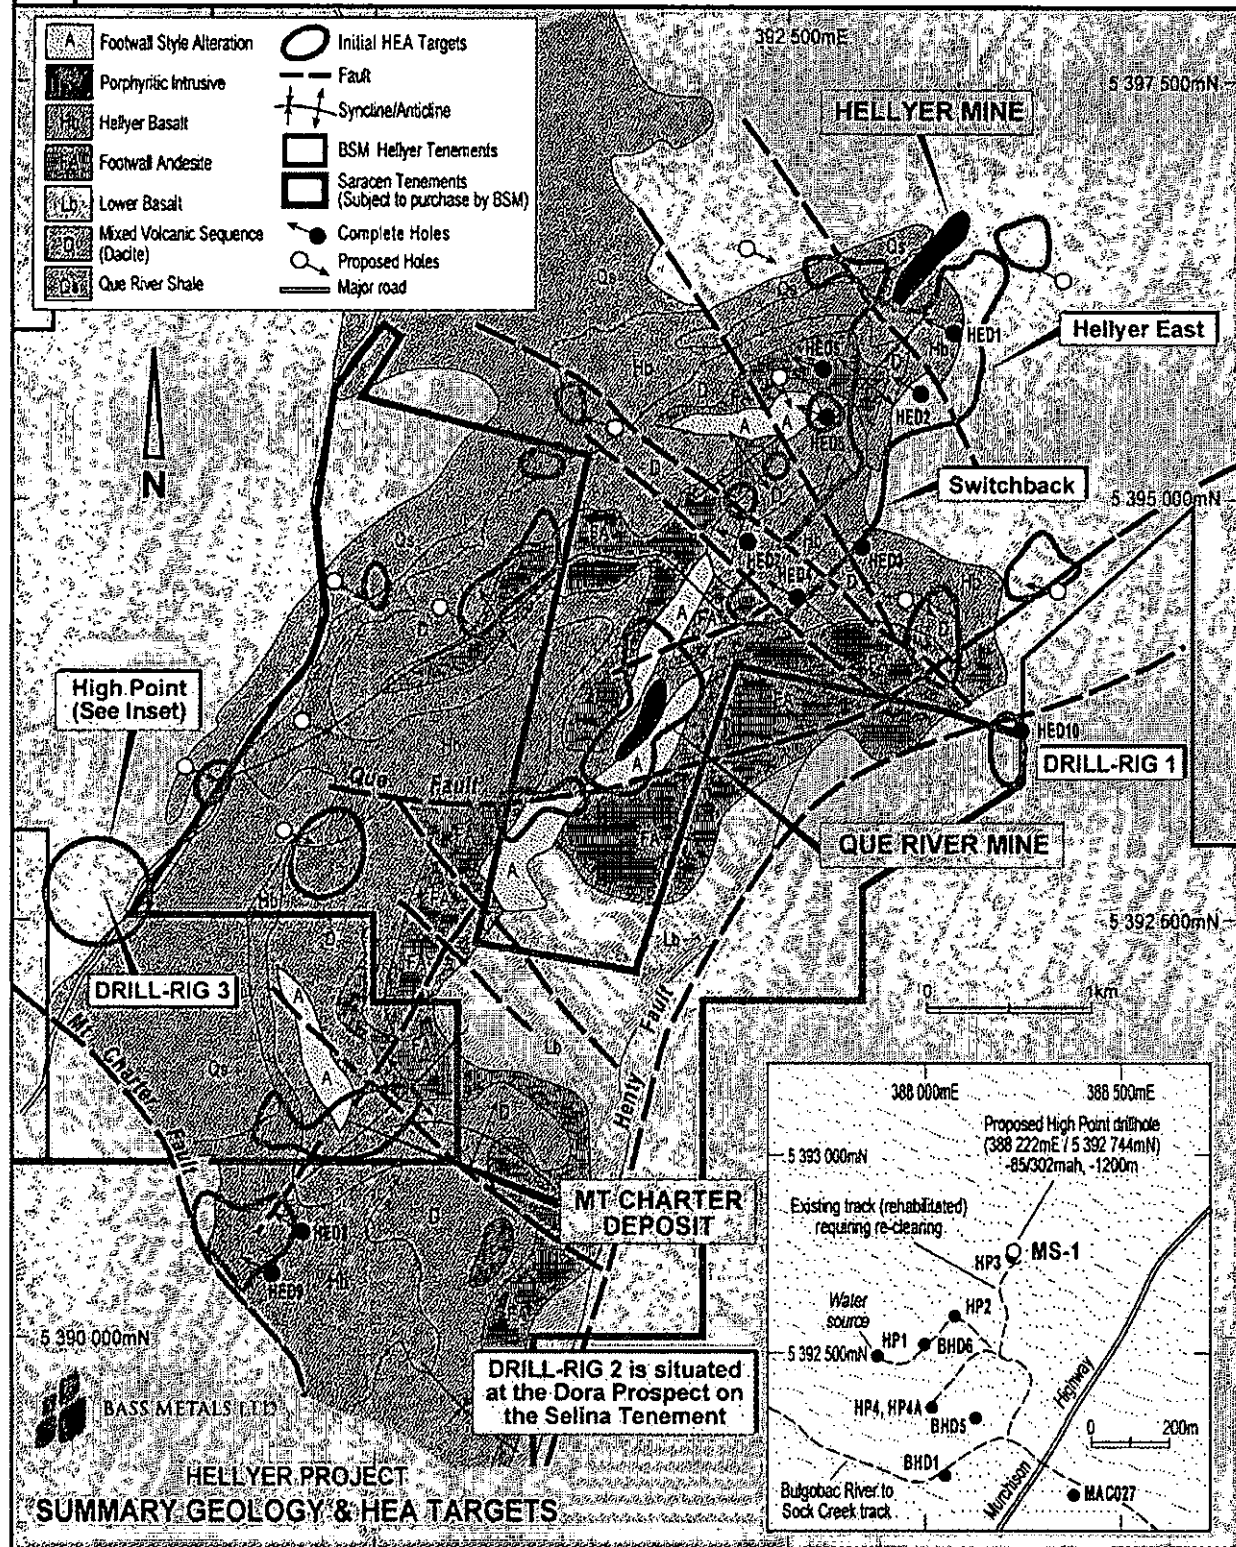 A Footwall Style Alteration
Porphyritic Intrusive
Hb Hellyer Basalt
FA Footwall Andesite
Lb Lower Basalt
D Mixed Volcanic Sequence
(Dacite)
Qs Que River Shale
Initial HEA Targets
Fault
Syncline/Anticline
BSM Hellyer Tenements
Saracen Tenements
(Subject to purchase by BSM)
Complete Holes
Proposed Holes
Major road
392 500mE
5 397 500mN
HELLYER MINE
Hellyer East
HED1
HED2
Switchback
5 395 000mN
N
High Point
(See Inset)
HED10
DRILL-RIG 1
Que Fault
QUE RIVER MINE
5 392 500mN
DRILL-RIG 3
0 1km
Mt Charter Fault
Henty Fault
MT CHARTER
DEPOSIT
HED9
5 390 000mN
DRILL-RIG 2 is situated
at the Dora Prospect on
the Selina Tenement
BASS METALS LTD
HELLYER PROJECT
SUMMARY GEOLOGY & HEA TARGETS
388 000mE
388 500mE
Proposed High Point drillhole
(388 222mE / 5 392 744mN)
-85/302mah, -1200m
5 393 000mN
Existing track (rehabilitated)
requiring re-clearing
MS-1
HP3
HP2
Water
source
HP1
BHD6
5 392 500mN
HP4, HP4A
BHD5
BHD1
0 200m
Murchison Highway
Bulgobac River to
Sock Creek track
MAC027